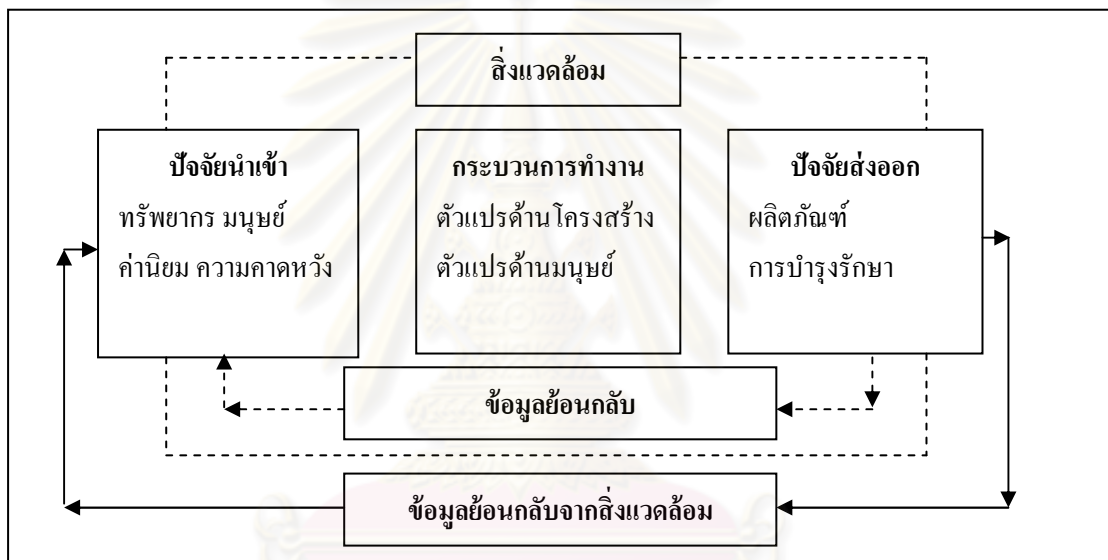 สิ่งแวดล้อม
ปัจจัยนำเข้า
ทรัพยากร มนุษย์
ค่านิยม ความคาดหวัง
กระบวนการทำงาน
ตัวแปรด้านโครงสร้าง
ตัวแปรด้านมนุษย์
ปัจจัยส่งออก
ผลิตภัณฑ์
การบำรุงรักษา
ข้อมูลย้อนกลับ
ข้อมูลย้อนกลับจากสิ่งแวดล้อม